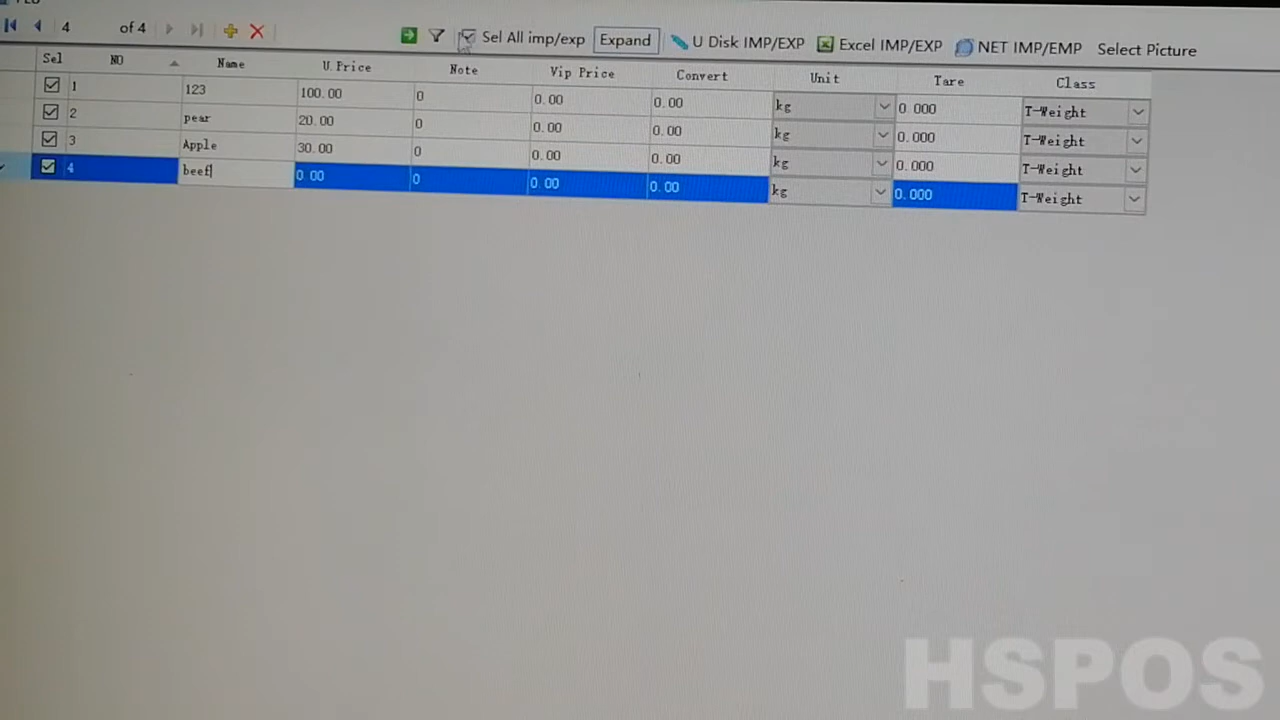 4 of 4 Sel All imp/exp Expand U Disk IMP/EXP Excel IMP/EXP NET IMP/EMP Select Picture
Sel NO Name U.Price Note Vip Price Convert Unit Tare Class
1 123 100.00 0 0.00 0.00 kg 0.000 T-Weight
2 pear 20.00 0 0.00 0.00 kg 0.000 T-Weight
3 Apple 30.00 0 0.00 0.00 kg 0.000 T-Weight
4 beef 0.00 0 0.00 0.00 kg 0.000 T-Weight
HSPOS